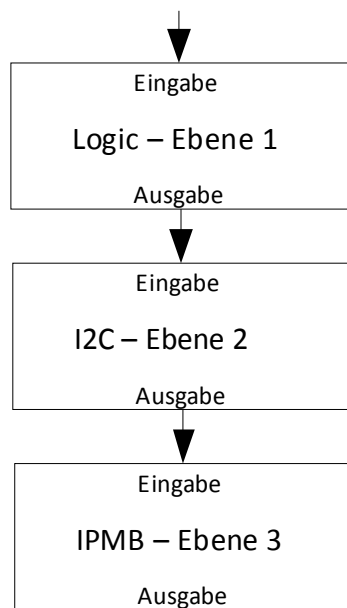 Eingabe
Logic – Ebene 1
Ausgabe
Eingabe
I2C – Ebene 2
Ausgabe
Eingabe
IPMB – Ebene 3
Ausgabe